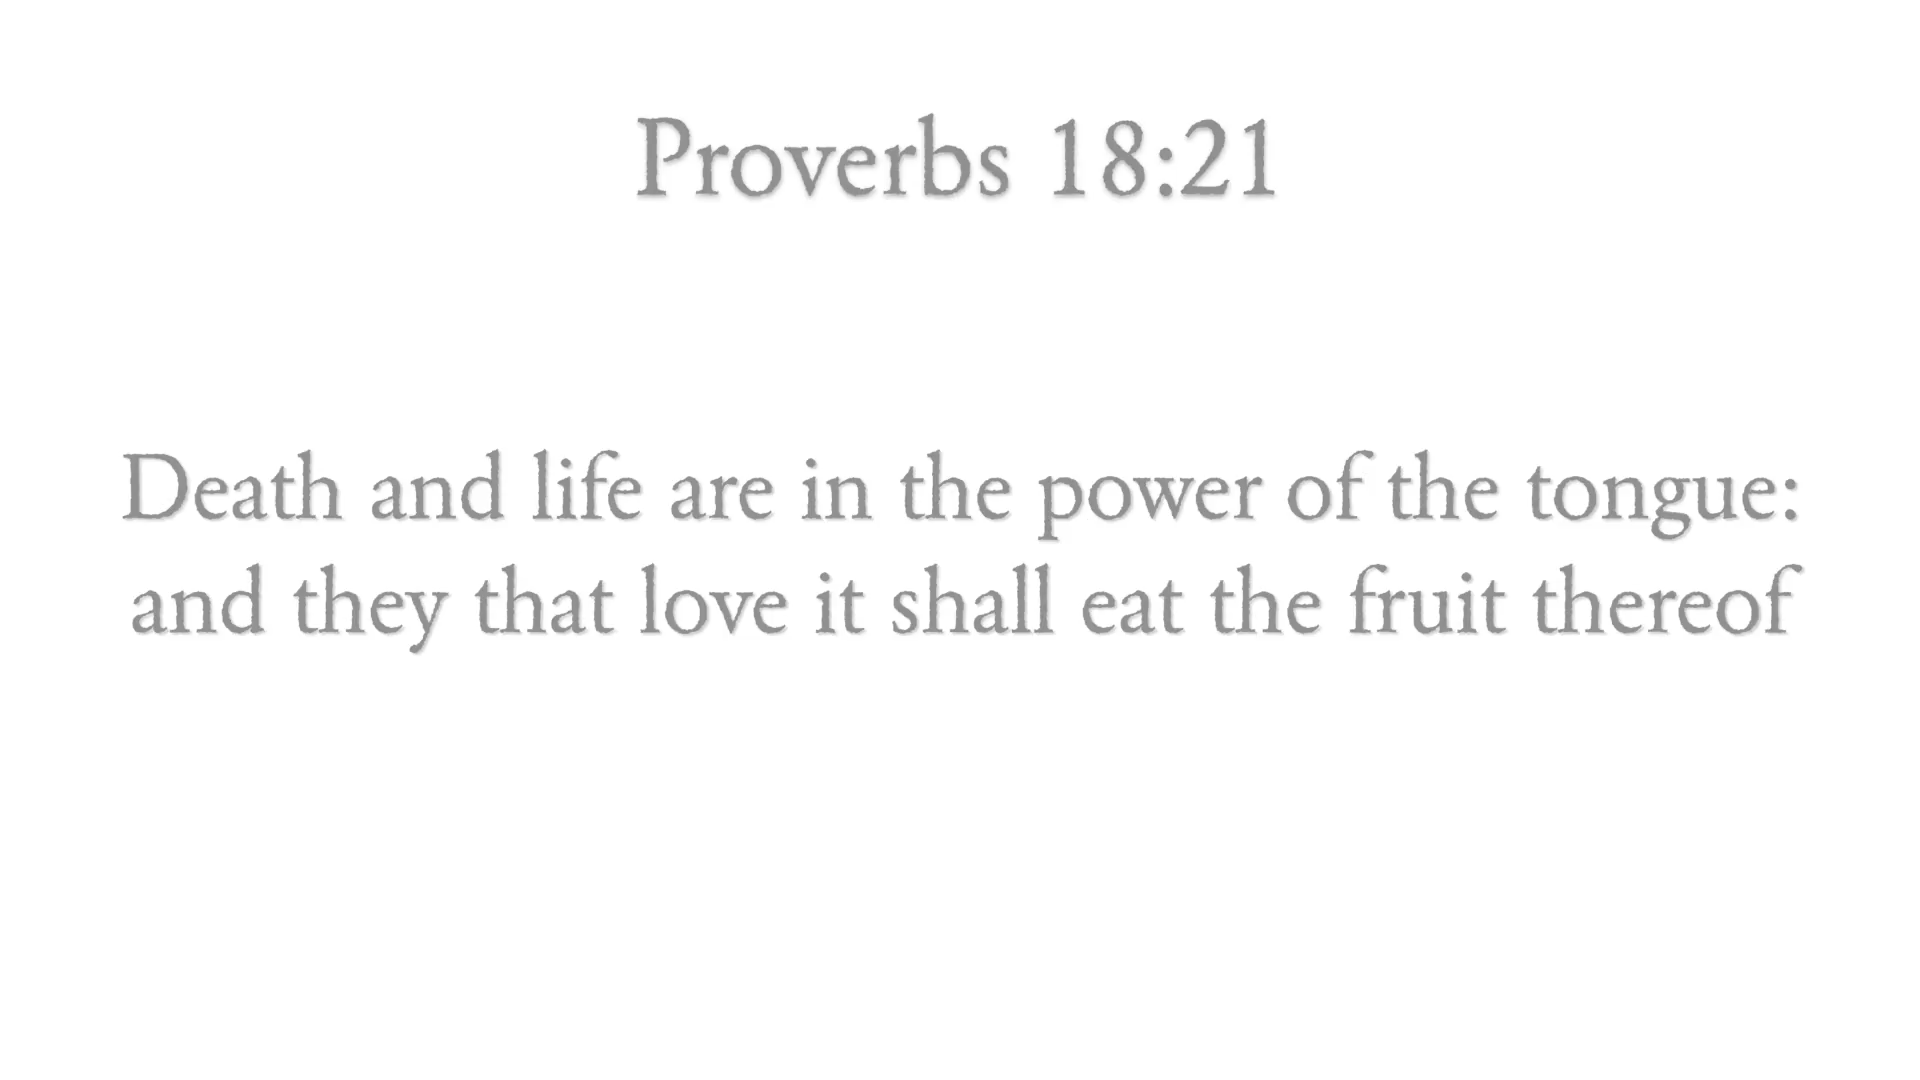 Proverbs 18:21
Death and life are in the power of the tongue:
and they that love it shall eat the fruit thereof